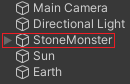 Main Camera
Directional Light
StoneMonster
Sun
Earth